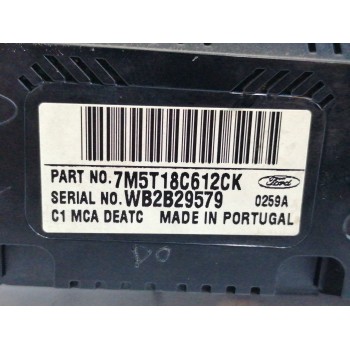 PART NO. 7M5T18C612CK
Ford
SERIAL NO. WB2B29579
0259A
C1 MCA DEATC MADE IN PORTUGAL